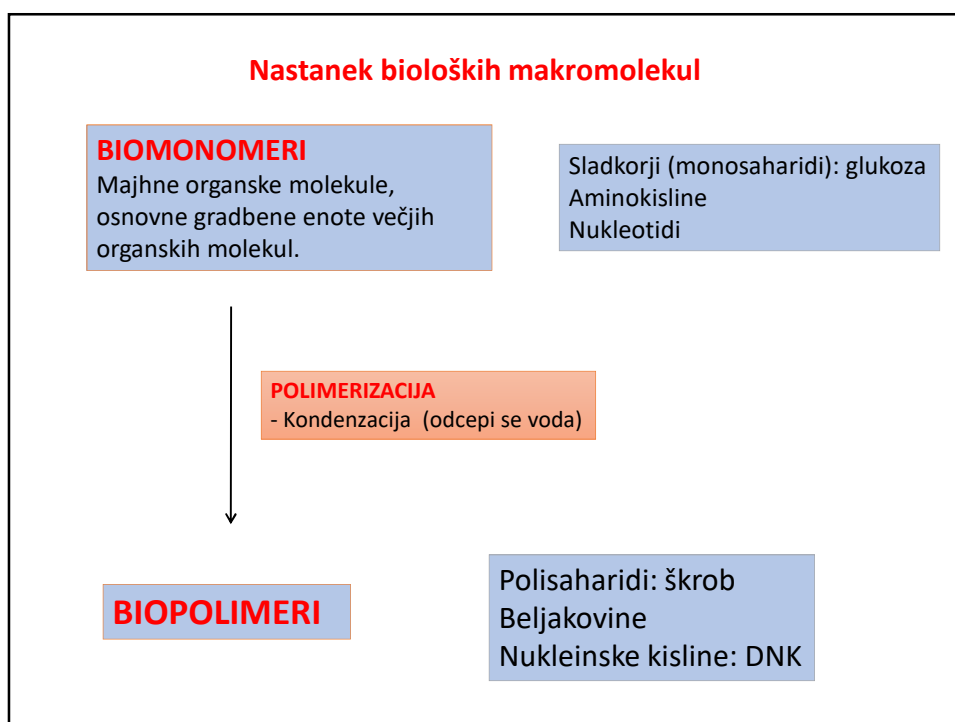 Nastanek bioloških makromolekul
BIOMONOMERI
Majhne organske molekule,
osnovne gradbene enote večjih
organskih molekul.
Sladkorji (monosaharidi): glukoza
Aminokisline
Nukleotidi
POLIMERIZACIJA
- Kondenzacija (odcepi se voda)
BIOPOLIMERI
Polisaharidi: škrob
Beljakovine
Nukleinske kisline: DNK